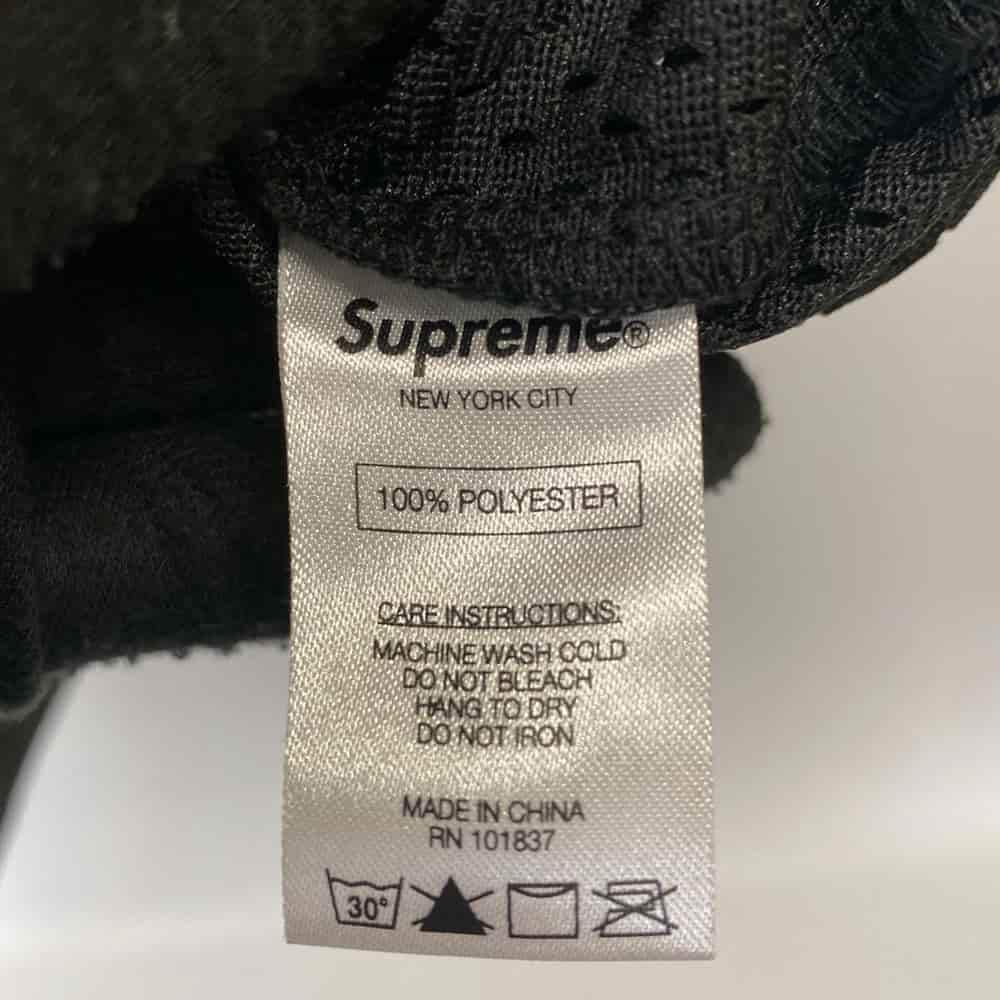 Supreme®
NEW YORK CITY
100% POLYESTER
CARE INSTRUCTIONS:
MACHINE WASH COLD
DO NOT BLEACH
HANG TO DRY
DO NOT IRON
MADE IN CHINA
RN 101837
30°